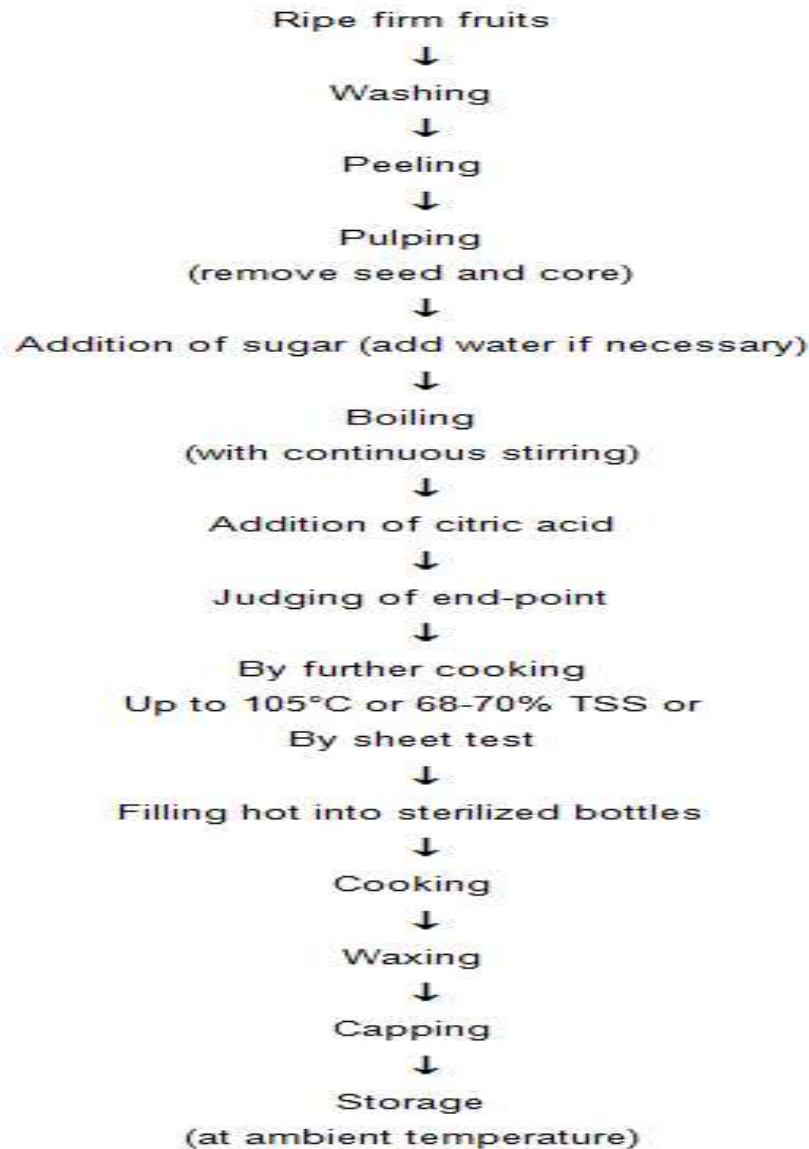 Ripe firm fruits
↓
Washing
↓
Peeling
↓
Pulping
(remove seed and core)
↓
Addition of sugar (add water if necessary)
↓
Boiling
(with continuous stirring)
↓
Addition of citric acid
↓
Judging of end-point
↓
By further cooking
Up to 105°C or 68-70% TSS or
By sheet test
↓
Filling hot into sterilized bottles
↓
Cooking
↓
Waxing
↓
Capping
↓
Storage
(at ambient temperature)